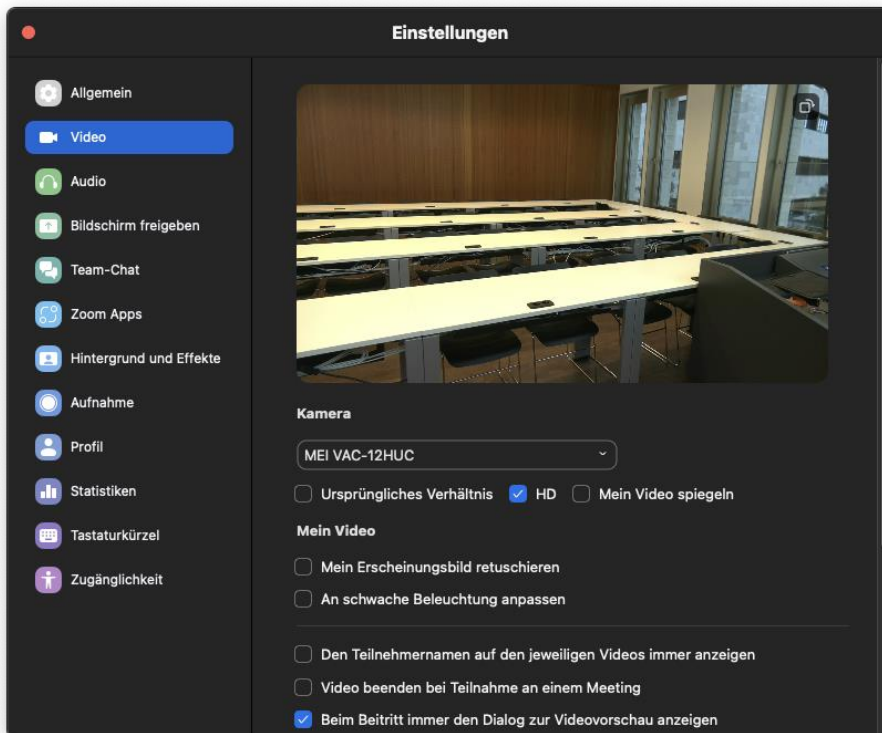 Einstellungen
Allgemein
Video
Audio
Bildschirm freigeben
Team-Chat
Zoom Apps
Hintergrund und Effekte
Aufnahme
Profil
Statistiken
Tastaturkürzel
Zugänglichkeit
Kamera
MEI VAC-12HUC
Ursprüngliches Verhältnis HD Mein Video spiegeln
Mein Video
Mein Erscheinungsbild retuschieren
An schwache Beleuchtung anpassen
Den Teilnehmernamen auf den jeweiligen Videos immer anzeigen
Video beenden bei Teilnahme an einem Meeting
Beim Beitritt immer den Dialog zur Videovorschau anzeigen